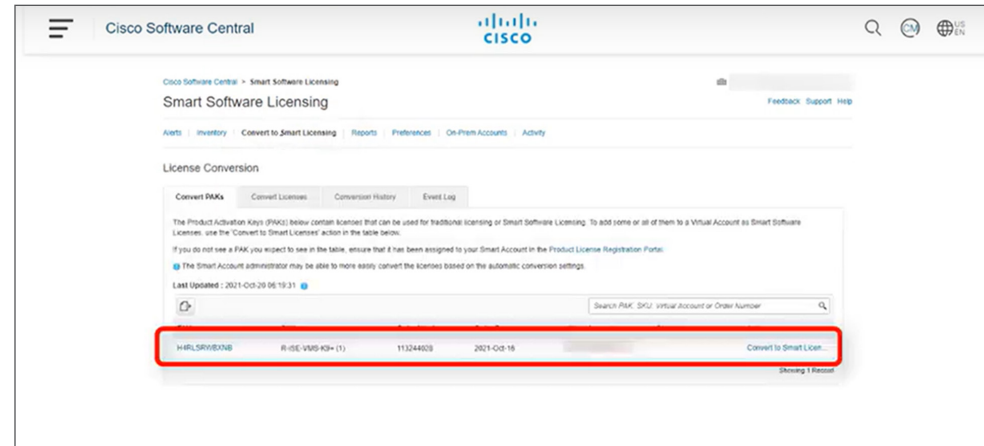 Cisco Software Central
CISCO
CM
US
EN
Cisco Software Central > Smart Software Licensing
Smart Software Licensing
Feedback Support Help
Alerts | Inventory | Convert to Smart Licensing | Reports | Preferences | On-Prem Accounts | Activity
License Conversion
Convert PAKs Convert Licenses Conversion History Event Log
The Product Activation Keys (PAKs) below contain licenses that can be used for traditional licensing or Smart Software Licensing. To add some or all of them to a Virtual Account as Smart Software
Licenses, use the 'Convert to Smart Licenses' action in the table below.
If you do not see a PAK you expect to see in the table, ensure that it has been assigned to your Smart Account in the Product License Registration Portal.
The Smart Account administrator may be able to more easily convert the licenses based on the automatic conversion settings.
Last Updated : 2021-Oct-20 06:19:31
Search PAK, SKU, Virtual Account or Order Number
R-ISE-VMS-K9= (1) 113244028 2021-Oct-16 Convert to Smart Licen...
Showing 1 Record